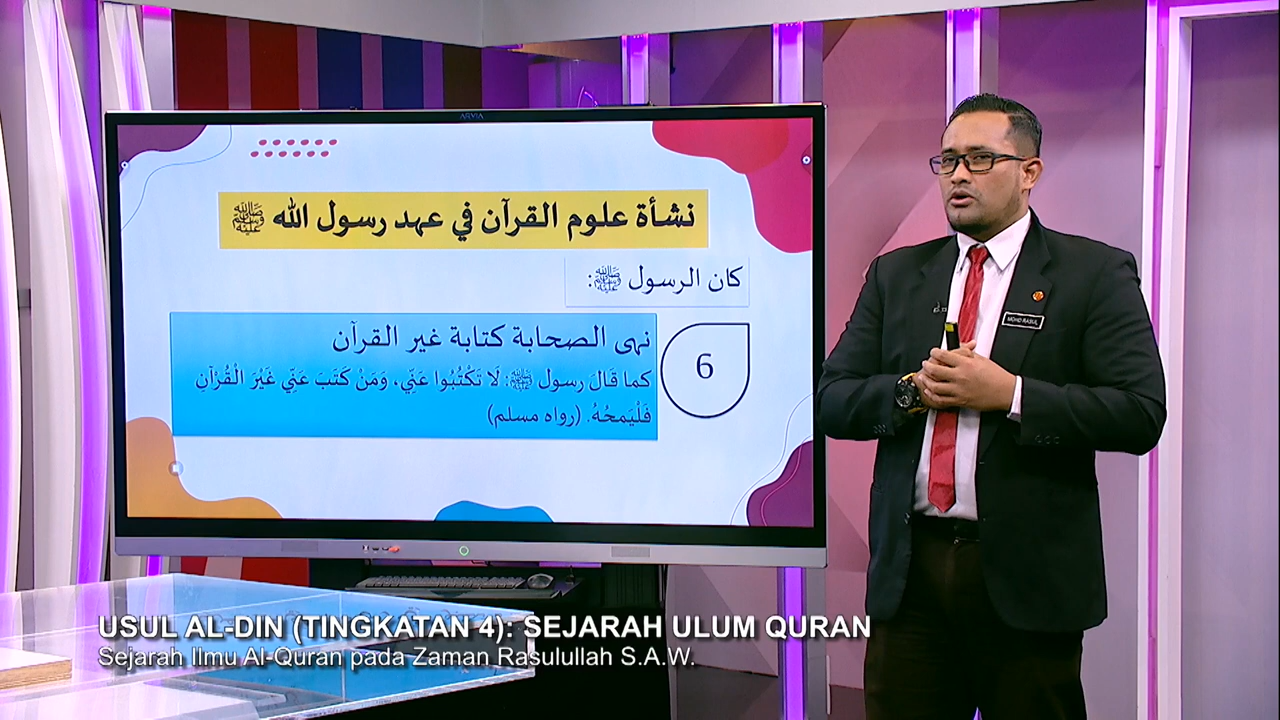 ARVIA
نشأة علوم القرآن في عهد رسول الله ﷺ
كان الرسول ﷺ:
6
نهى الصحابة كتابة غير القرآن
كما قَالَ رسول ﷺ: لَا تَكْتُبُوا عَنِّي، وَمَنْ كَتَبَ عَنِّي غَيْرَ الْقُرْآنِ
فَلْيَمحُهُ. (رواه مسلم)
MOHD RASUL
USUL AL-DIN (TINGKATAN 4): SEJARAH ULUM QURAN
Sejarah Ilmu Al-Quran pada Zaman Rasulullah S.A.W.